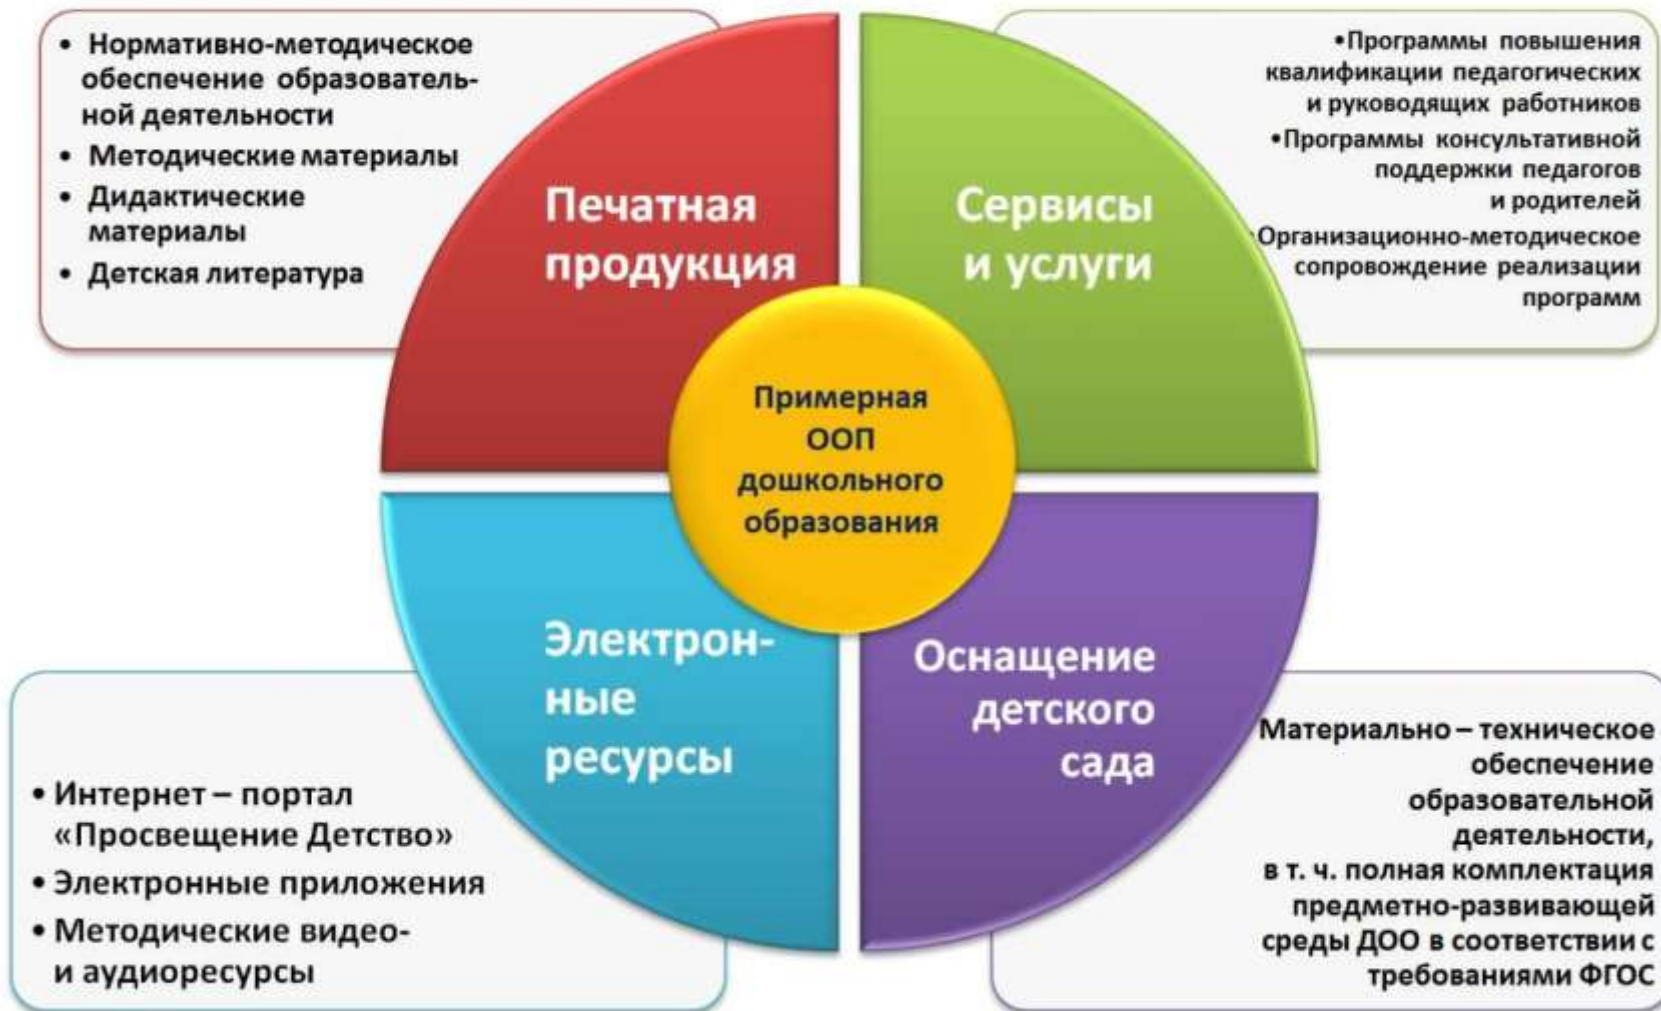 • Нормативно-методическое
обеспечение образователь-
ной деятельности
• Методические материалы
• Дидактические
материалы
• Детская литература
Печатная
продукция
Сервисы
и услуги
•Программы повышения
квалификации педагогических
и руководящих работников
•Программы консультативной
поддержки педагогов
и родителей
•Организационно-методическое
сопровождение реализации
программ
Примерная
ООП
дошкольного
образования
Электрон-
ные
ресурсы
• Интернет – портал
«Просвещение Детство»
• Электронные приложения
• Методические видео-
и аудиоресурсы
Оснащение
детского
сада
Материально – техническое
обеспечение
образовательной
деятельности,
в т. ч. полная комплектация
предметно-развивающей
среды ДОО в соответствии с
требованиями ФГОС